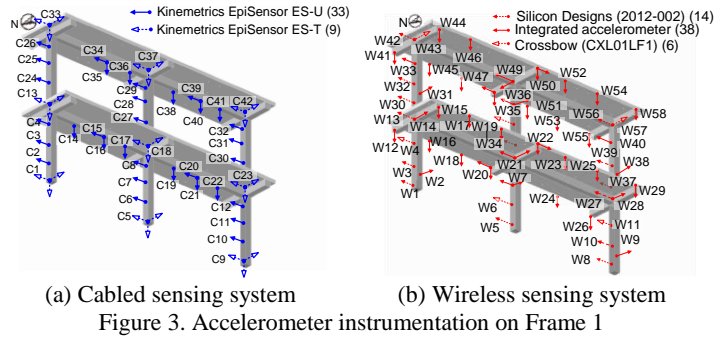 Kinemetrics EpiSensor ES-U (33)
Kinemetrics EpiSensor ES-T (9)
N
C33
C26
C25
C24
C13
C4
C3
C2
C1
C34
C35
C36
C37
C29
C28
C27
C38
C39
C40
C41
C42
C32
C31
C30
C14
C15
C16
C17
C18
C8
C7
C6
C5
C19
C20
C21
C22
C23
C12
C11
C10
C9
Silicon Designs (2012-002) (14)
Integrated accelerometer (38)
Crossbow (CXL01LF1) (6)
N
W44
W42
W43
W41
W33
W32
W30
W31
W13
W12
W4
W3
W1
W2
W46
W45
W47
W49
W52
W50
W54
W36
W51
W35
W53
W56
W58
W55
W57
W40
W39
W38
W37
W15
W14
W17
W19
W16
W18
W34
W22
W20
W21
W23
W25
W7
W24
W27
W29
W28
W26
W6
W5
W11
W10
W9
W8
(a) Cabled sensing system
(b) Wireless sensing system
Figure 3. Accelerometer instrumentation on Frame 1